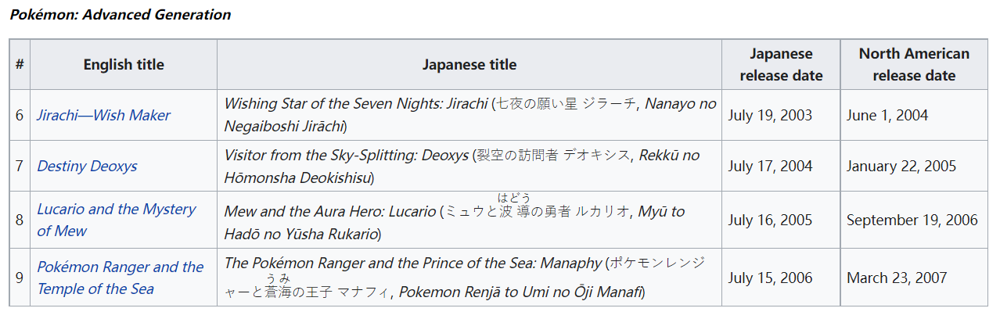 Pokémon: Advanced Generation
# English title Japanese title Japanese release date North American release date
6 Jirachi—Wish Maker Wishing Star of the Seven Nights: Jirachi (七夜の願い星 ジラーチ, Nanayo no Negaiboshi Jirāchi) July 19, 2003 June 1, 2004
7 Destiny Deoxys Visitor from the Sky-Splitting: Deoxys (裂空の訪問者 デオキシス, Rekkū no Hōmonsha Deokishisu) July 17, 2004 January 22, 2005
8 Lucario and the Mystery of Mew Mew and the Aura Hero: Lucario (ミュウと波導の勇者 ルカリオ, Myū to Hadō no Yūsha Rukario) July 16, 2005 September 19, 2006
はどう
9 Pokémon Ranger and the Temple of the Sea The Pokémon Ranger and the Prince of the Sea: Manaphy (ポケモンレンジャーと蒼海の王子 マナフィ, Pokemon Renjā to Umi no Ōji Manafi) July 15, 2006 March 23, 2007
うみ